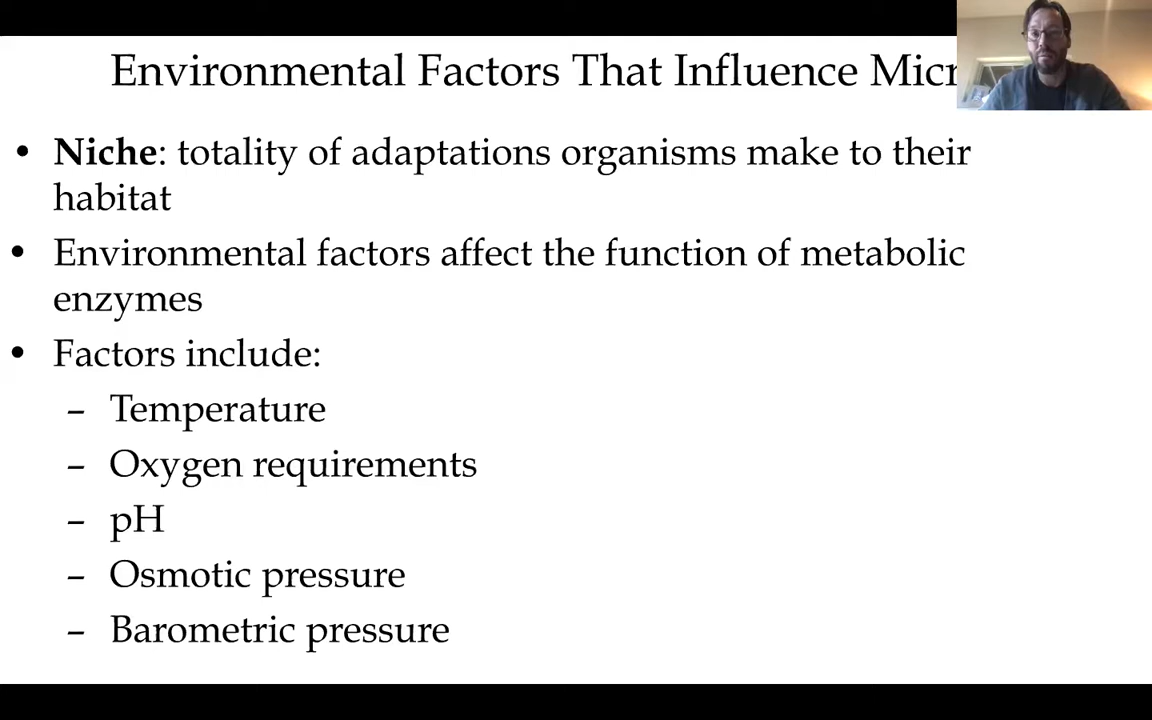 Environmental Factors That Influence
• Niche: totality of adaptations organisms make to their
habitat
• Environmental factors affect the function of metabolic
enzymes
• Factors include:
– Temperature
– Oxygen requirements
– pH
– Osmotic pressure
– Barometric pressure